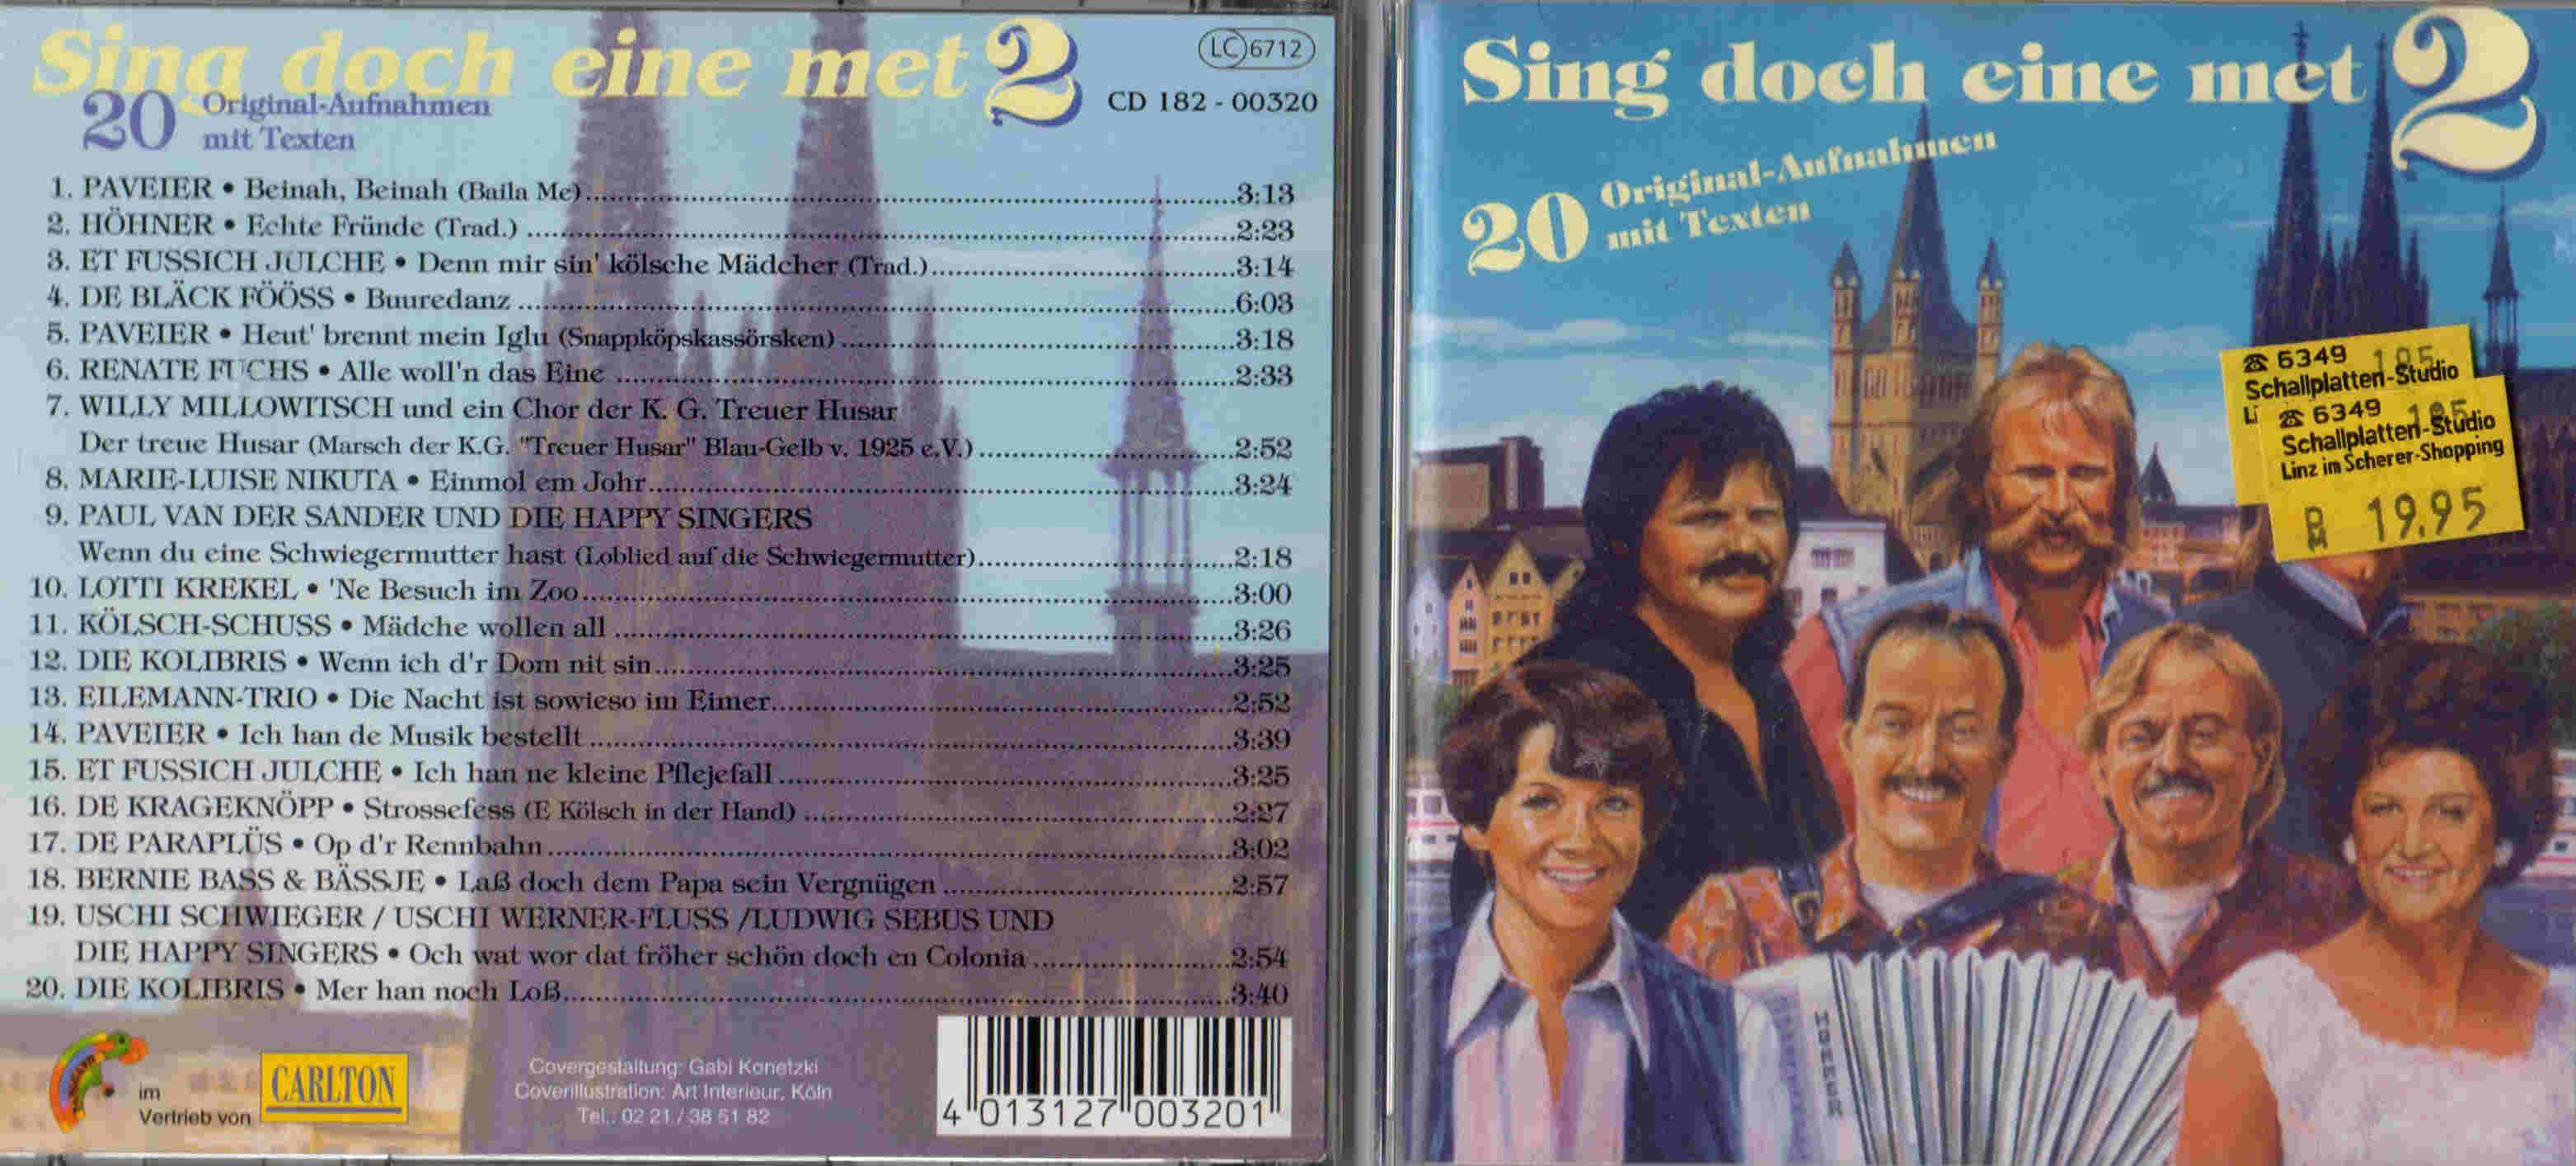 Sing doch eine met 2
20 Original-Aufnahmen
mit Texten
LC 6712
CD 182 - 00320
1. PAVEIER • Beinah, Beinah (Baila Me) 3:13
2. HÖHNER • Echte Fründe (Trad.) 2:23
3. ET FUSSICH JULCHE • Denn mir sin' kölsche Mädcher (Trad.) 3:14
4. DE BLÄCK FÖÖSS • Buuredanz 6:03
5. PAVEIER • Heut' brennt mein Iglu (Snappköpskassörsken) 3:18
6. RENATE FUCHS • Alle woll'n das Eine 2:33
7. WILLY MILLOWITSCH und ein Chor der K. G. Treuer Husar
Der treue Husar (Marsch der K.G. "Treuer Husar" Blau-Gelb v. 1925 e.V.) 2:52
8. MARIE-LUISE NIKUTA • Einmol em Johr 3:24
9. PAUL VAN DER SANDER UND DIE HAPPY SINGERS
Wenn du eine Schwiegermutter hast (Loblied auf die Schwiegermutter) 2:18
10. LOTTI KREKEL • 'Ne Besuch im Zoo 3:00
11. KÖLSCH-SCHUSS • Mädche wollen all 3:26
12. DIE KOLIBRIS • Wenn ich d'r Dom nit sin 3:25
13. EILEMANN-TRIO • Die Nacht ist sowieso im Eimer 2:52
14. PAVEIER • Ich han de Musik bestellt 3:39
15. ET FUSSICH JULCHE • Ich han ne kleine Pflejefall 3:25
16. DE KRAGEKNÖPP • Strossefess (E Kölsch in der Hand) 2:27
17. DE PARAPLÜS • Op d'r Rennbahn 3:02
18. BERNIE BASS & BÄSSJE • Laß doch dem Papa sein Vergnügen 2:57
19. USCHI SCHWIEGER / USCHI WERNER-FLUSS /LUDWIG SEBUS UND
DIE HAPPY SINGERS • Och wat wor dat fröher schön doch en Colonia 2:54
20. DIE KOLIBRIS • Mer han noch Loß 3:40
im
Vertrieb von
CARLTON
Covergestaltung: Gabi Konetzki
Coverillustration: Art Interieur, Köln
Tel.: 02 21 / 38 51 82
4 013127 003201
Sing doch eine met 2
20 Original-Aufnahmen
mit Texten
☎ 6349 195
Schallplatten-Studio
Li ☎ 6349 195
Schallplatten-Studio
Linz im Scherer-Shopping
19.95
HOHNER